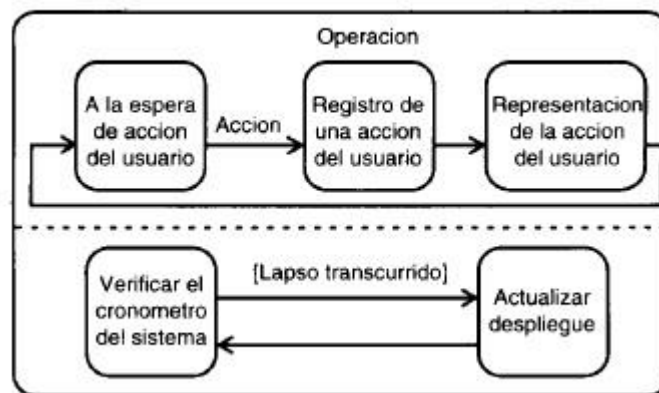 Operacion
A la espera
de accion
del usuario
Accion
Registro de
una accion
del usuario
Representacion
de la accion
del usuario
Verificar el
cronometro
del sistema
[Lapso transcurrido]
Actualizar
despliegue